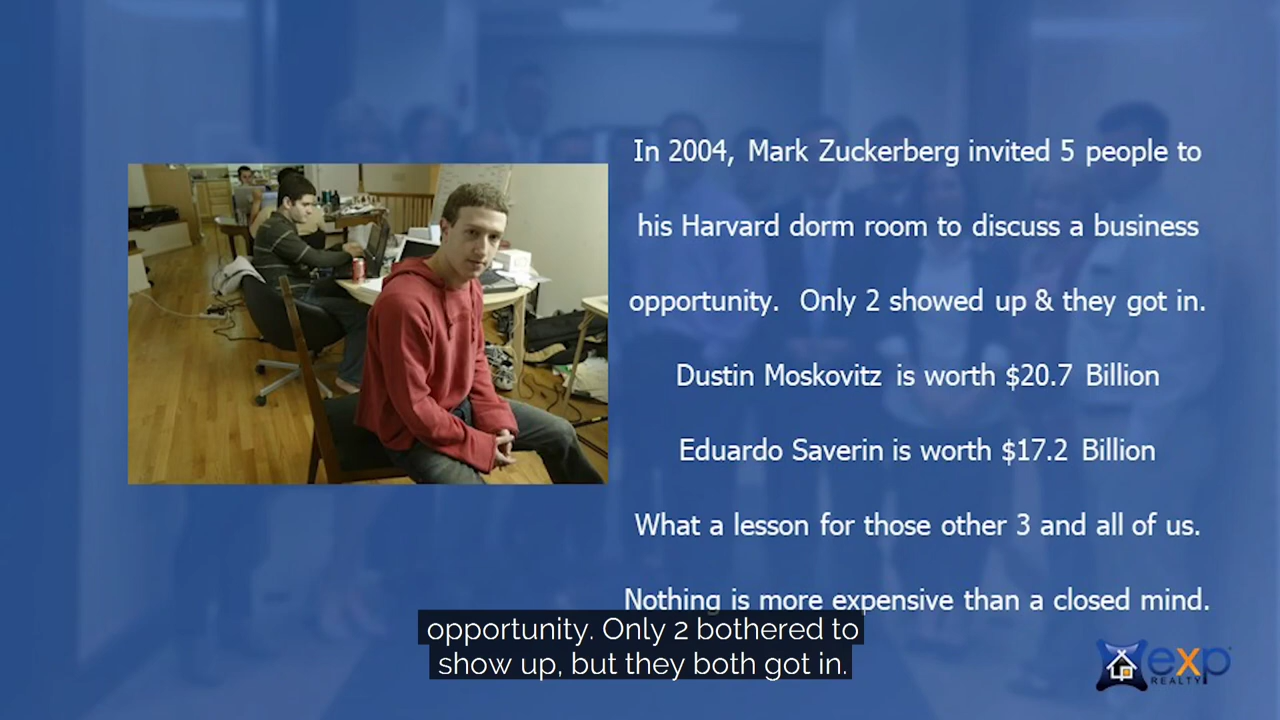 In 2004, Mark Zuckerberg invited 5 people to
his Harvard dorm room to discuss a business
opportunity. Only 2 showed up & they got in.
Dustin Moskovitz is worth $20.7 Billion
Eduardo Saverin is worth $17.2 Billion
What a lesson for those other 3 and all of us.
Nothing is more expensive than a closed mind.
opportunity. Only 2 bothered to
show up, but they both got in.
exp
REALTY